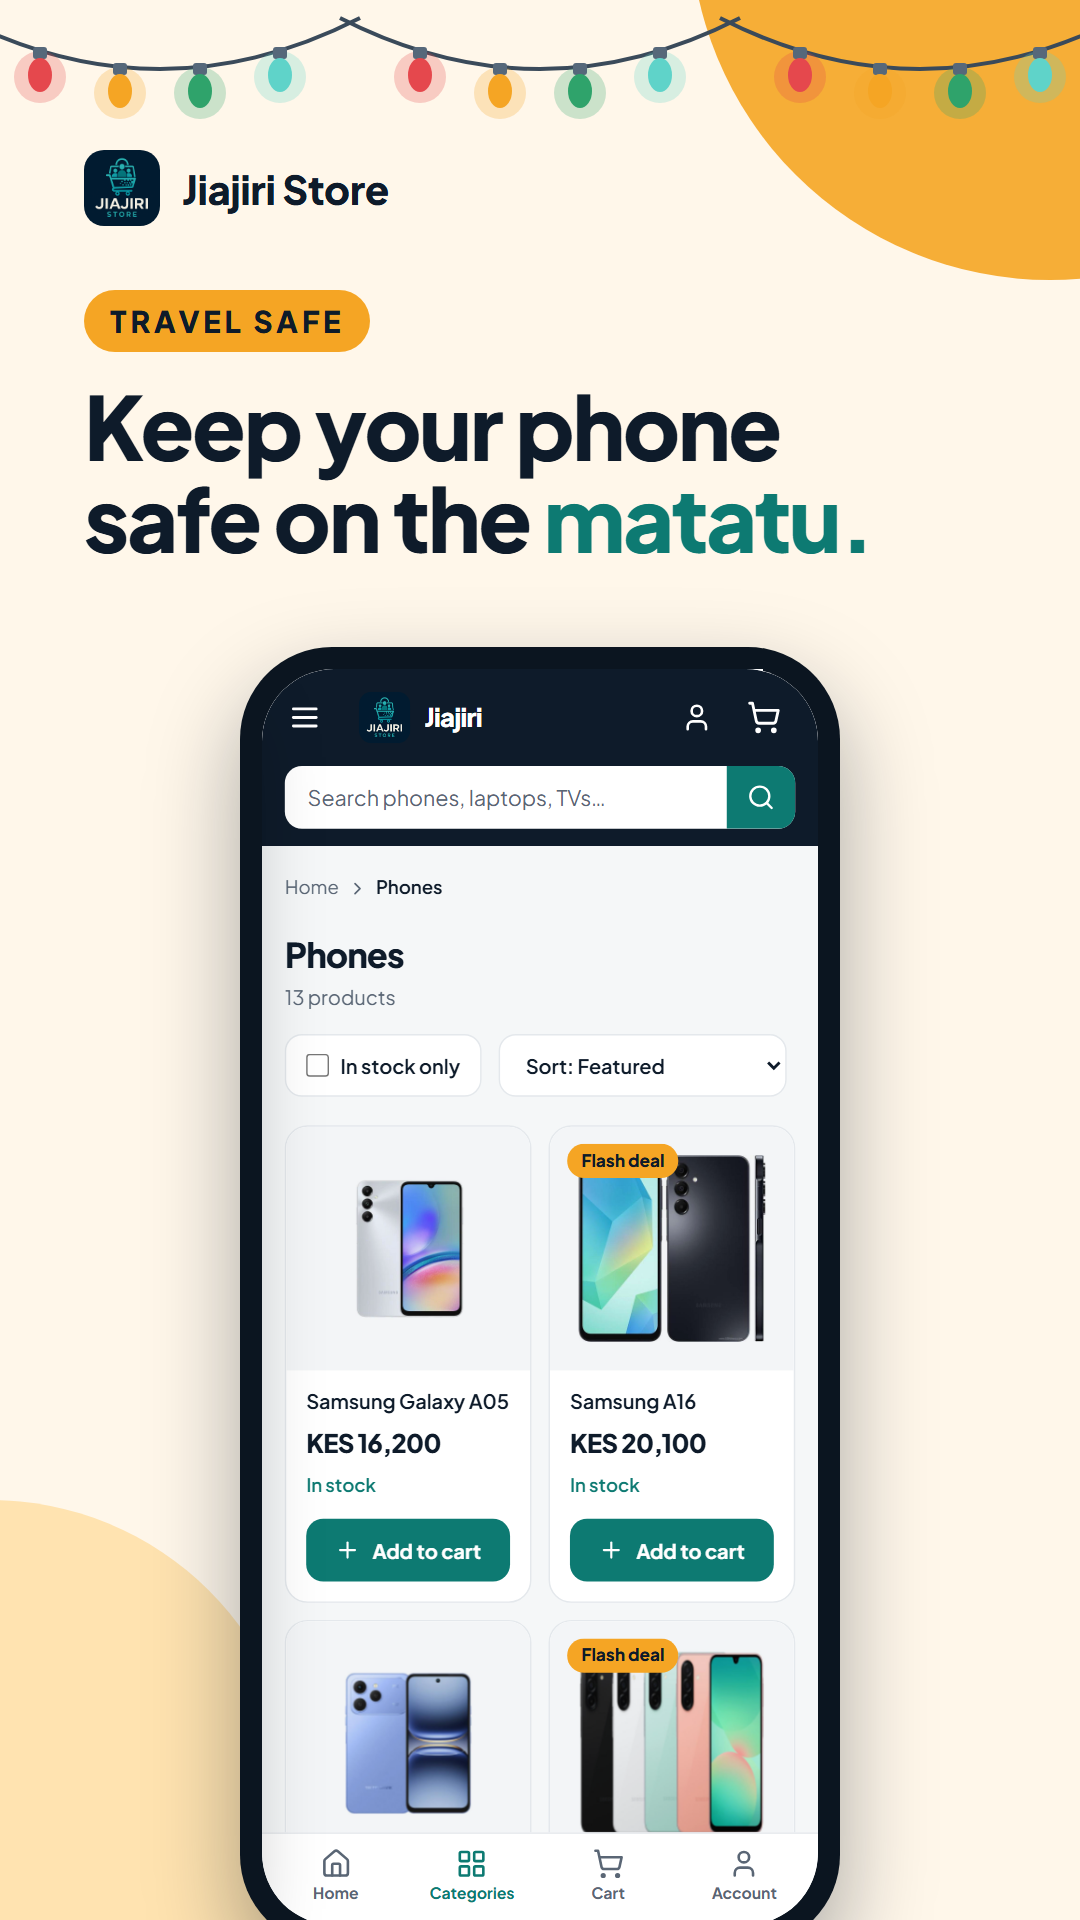 JIAJIRI
STORE
Jiajiri Store
TRAVEL SAFE
Keep your phone
safe on the matatu.
JIAJIRI
STORE
Jiajiri
Search phones, laptops, TVs...
Home > Phones
Phones
13 products
In stock only
Sort: Featured
Flash deal
Samsung Galaxy A05
KES 16,200
In stock
+ Add to cart
Samsung A16
KES 20,100
In stock
+ Add to cart
Flash deal
Home
Categories
Cart
Account